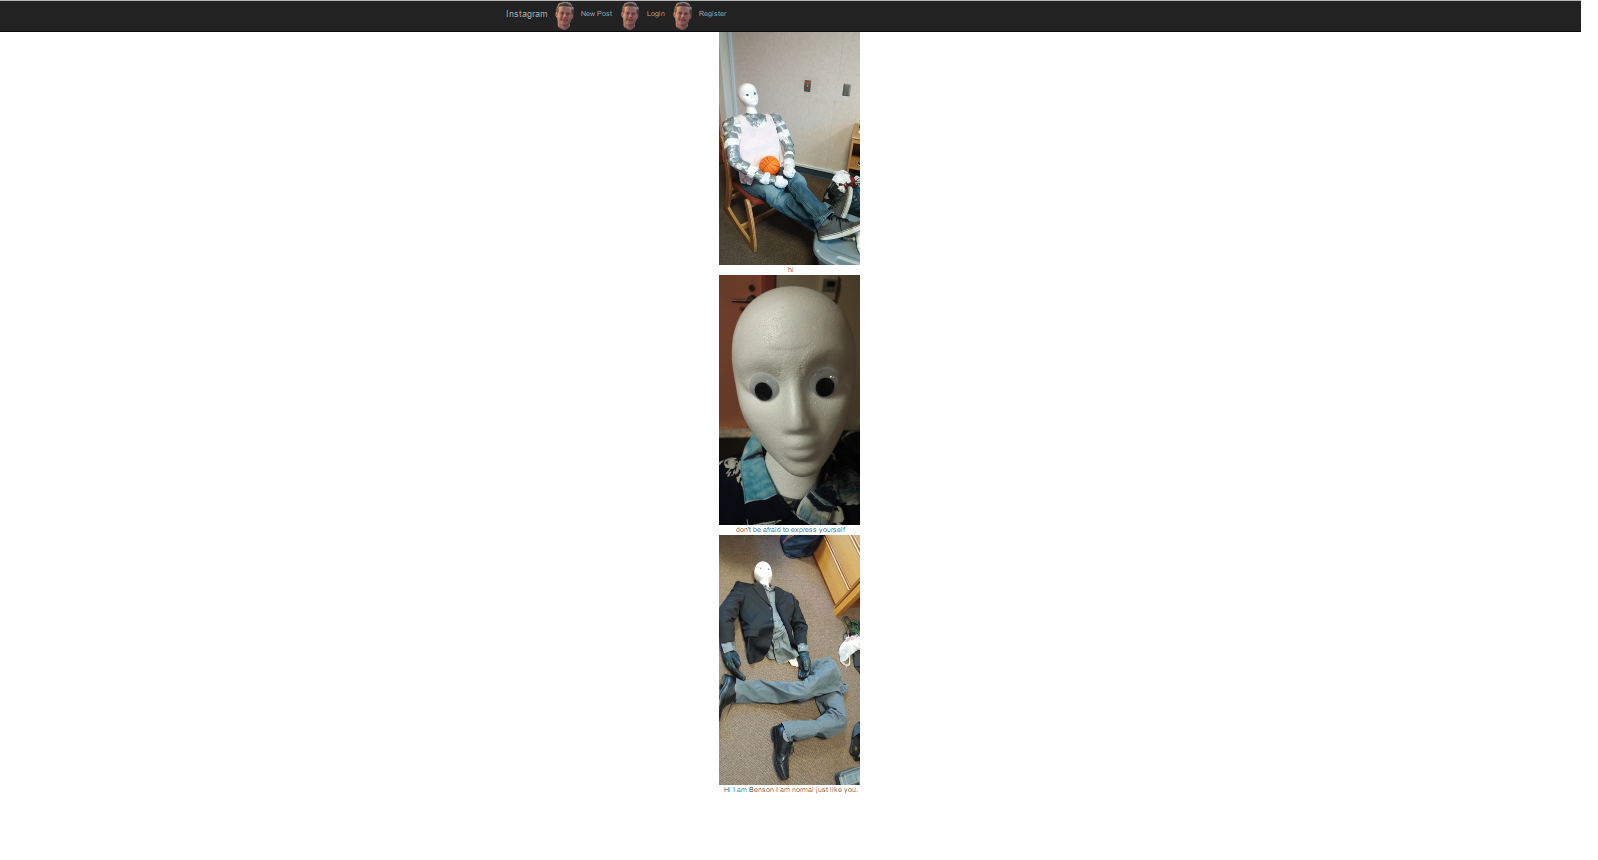 Instagram New Post Login Register
hi
don't be afraid to express yourself
Hi I am Benson I am normal just like you.